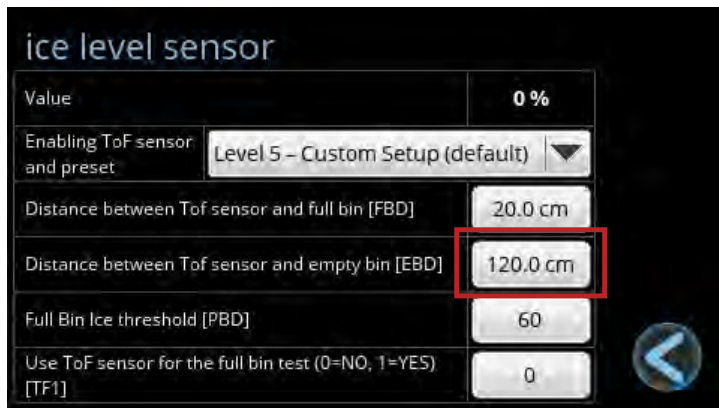 ice level sensor
Value 0 %
Enabling ToF sensor
and preset
Level 5 – Custom Setup (default)
Distance between Tof sensor and full bin [FBD] 20.0 cm
Distance between Tof sensor and empty bin [EBD] 120.0 cm
Full Bin Ice threshold [PBD] 60
Use ToF sensor for the full bin test (0=NO, 1=YES)
[TF1]
0